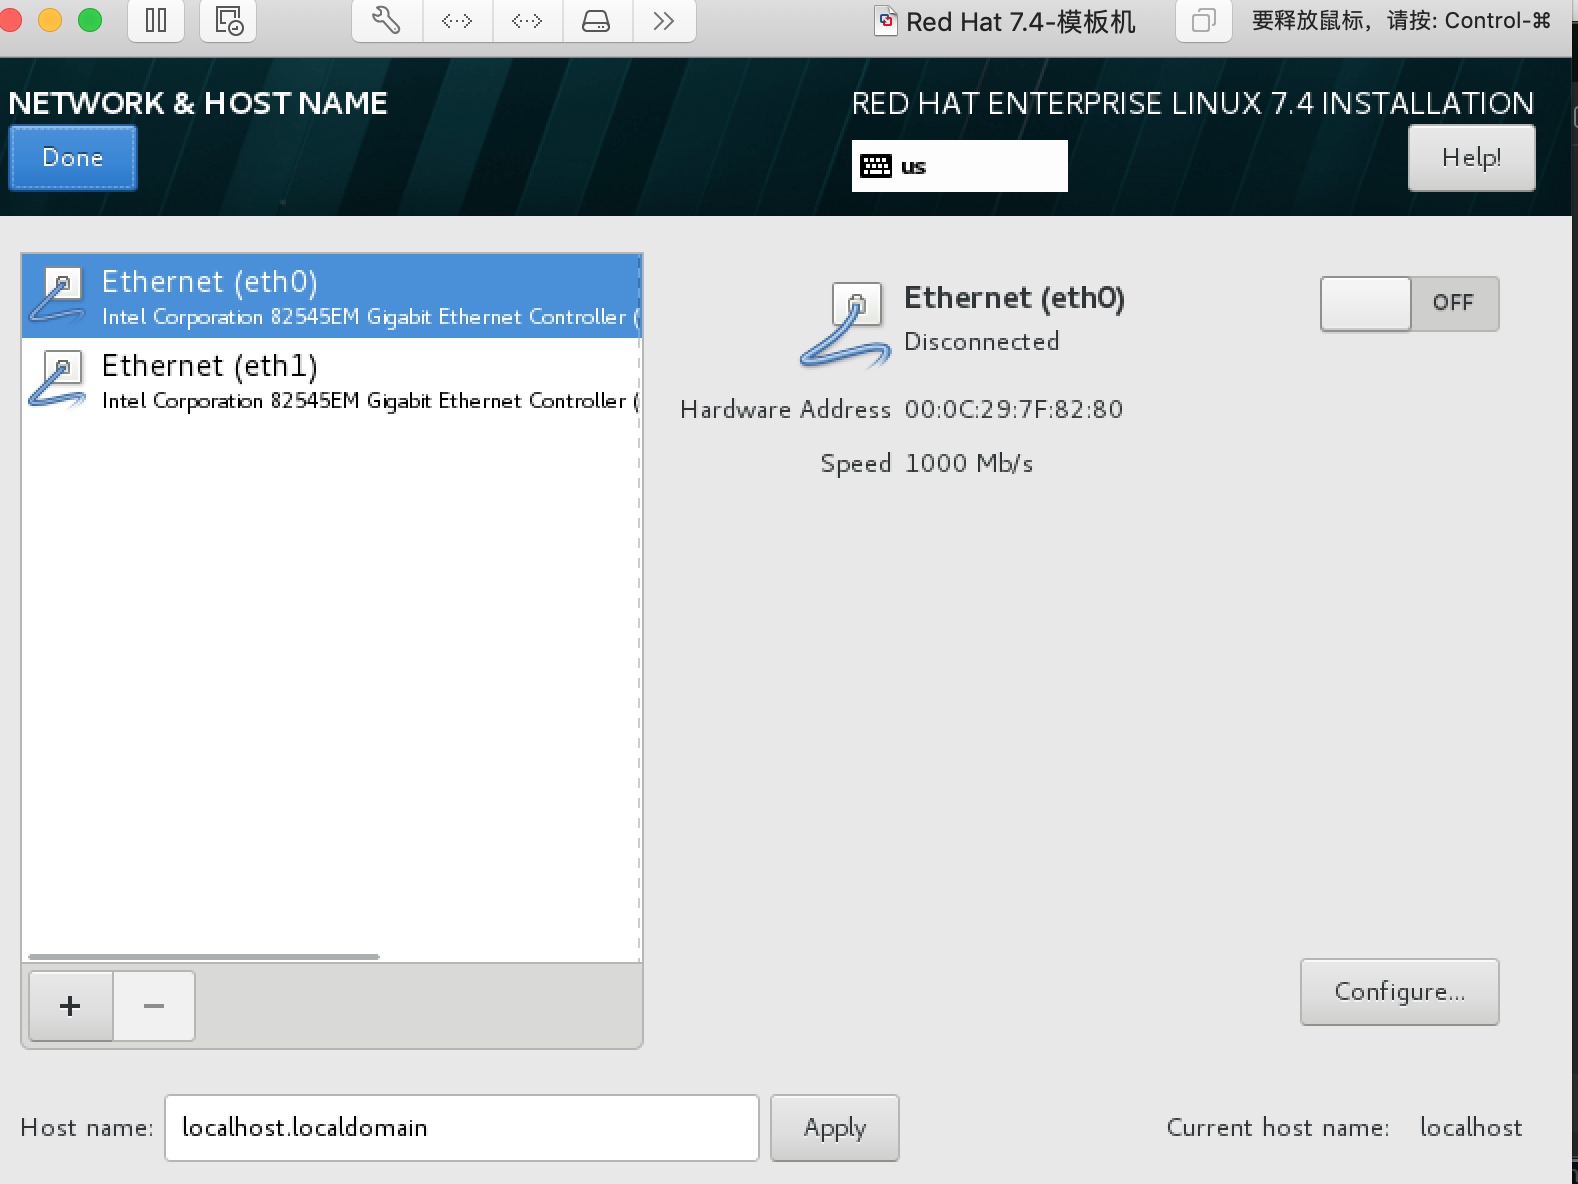 Red Hat 7.4-模板机
要释放鼠标，请按: Control-⌘
NETWORK & HOST NAME
RED HAT ENTERPRISE LINUX 7.4 INSTALLATION
Done
us
Help!
Ethernet (eth0)
Intel Corporation 82545EM Gigabit Ethernet Controller (
Ethernet (eth1)
Intel Corporation 82545EM Gigabit Ethernet Controller (
Ethernet (eth0)
Disconnected
OFF
Hardware Address 00:0C:29:7F:82:80
Speed 1000 Mb/s
+
−
Configure...
Host name: localhost.localdomain
Apply
Current host name: localhost